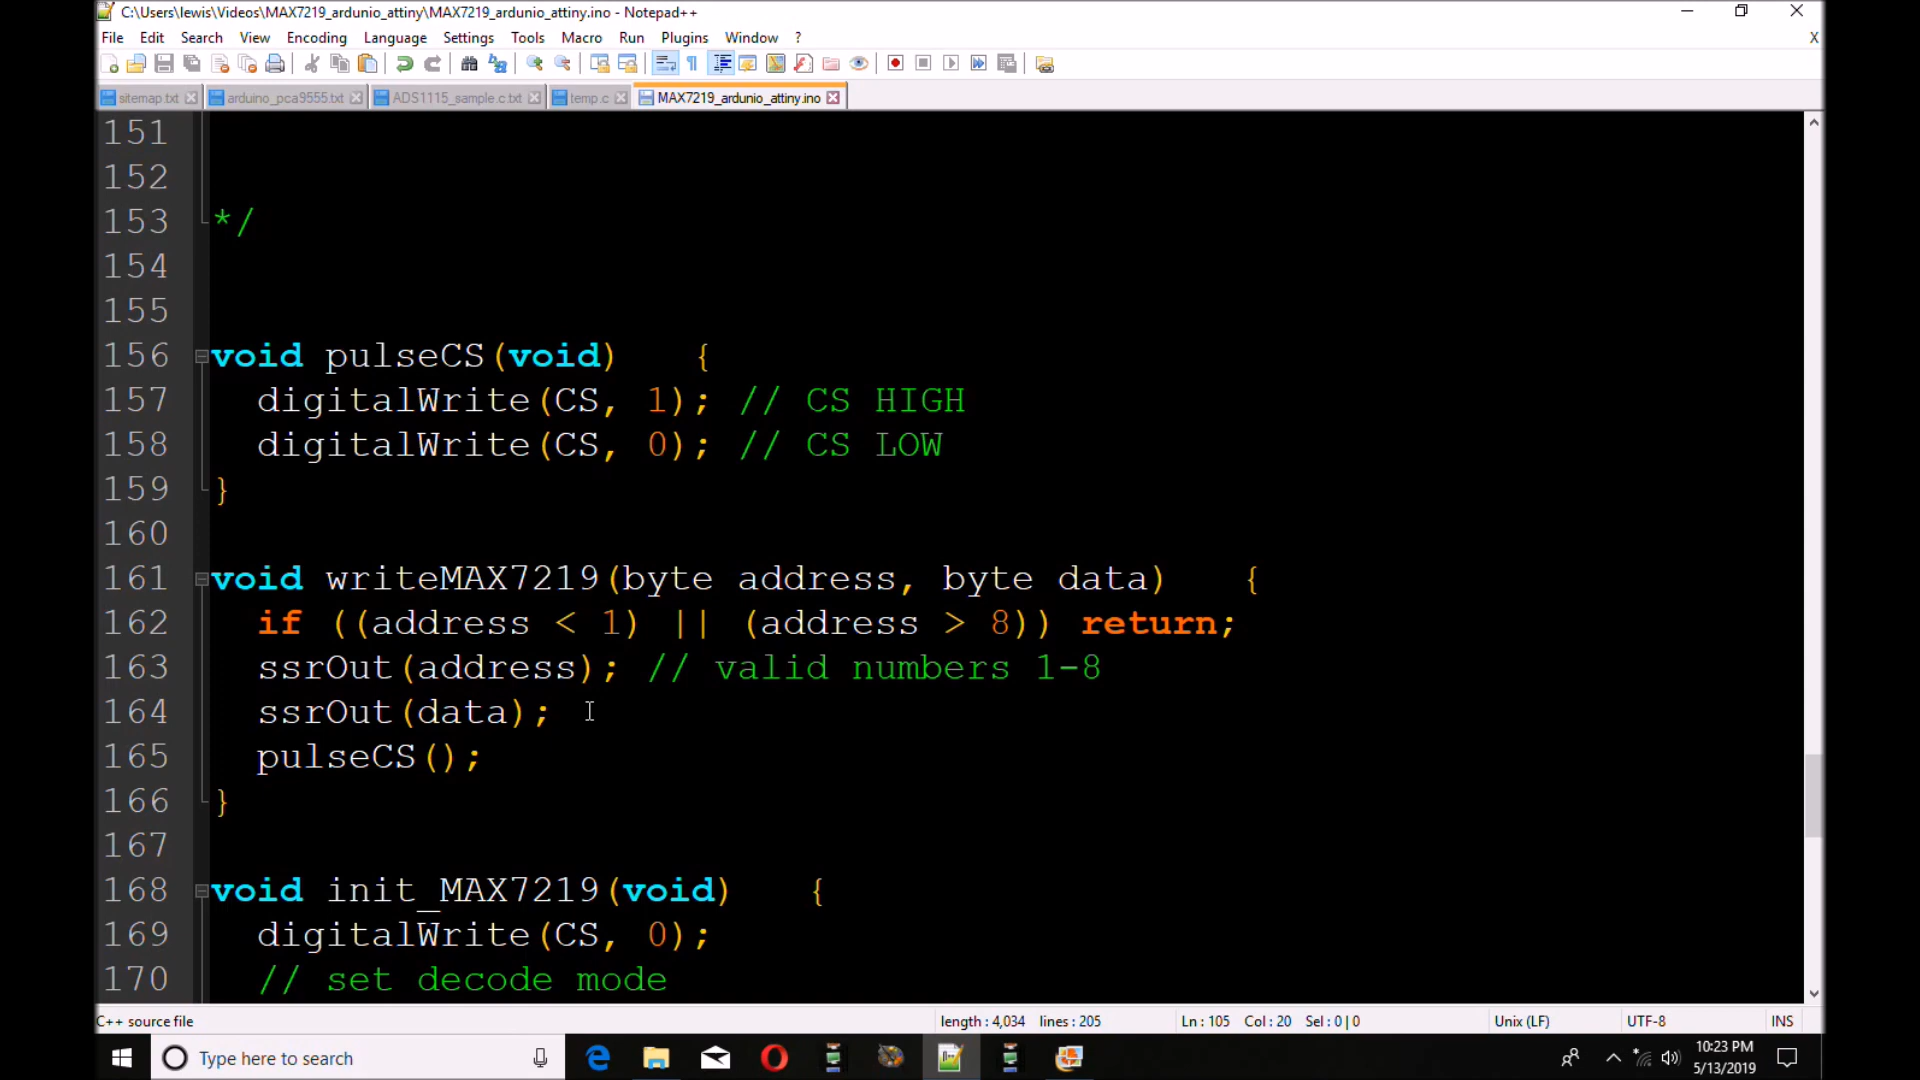 C:\Users\lewis\Videos\MAX7219_ardunio_attiny\MAX7219_ardunio_attiny.ino - Notepad++
File Edit Search View Encoding Language Settings Tools Macro Run Plugins Window ? X
sitemap.txt arduino_pca9555.txt ADS1115_sample.c.txt temp.c MAX7219_ardunio_attiny.ino
151
152
153 */
154
155
156 void pulseCS(void) {
157 digitalWrite(CS, 1); // CS HIGH
158 digitalWrite(CS, 0); // CS LOW
159 }
160
161 void writeMAX7219(byte address, byte data) {
162 if ((address < 1) || (address > 8)) return;
163 ssrOut(address); // valid numbers 1-8
164 ssrOut(data);
165 pulseCS();
166 }
167
168 void init_MAX7219(void) {
169 digitalWrite(CS, 0);
170 // set decode mode
C++ source file length : 4,034 lines : 205 Ln : 105 Col : 20 Sel : 0 | 0 Unix (LF) UTF-8 INS
Type here to search 10:23 PM
5/13/2019